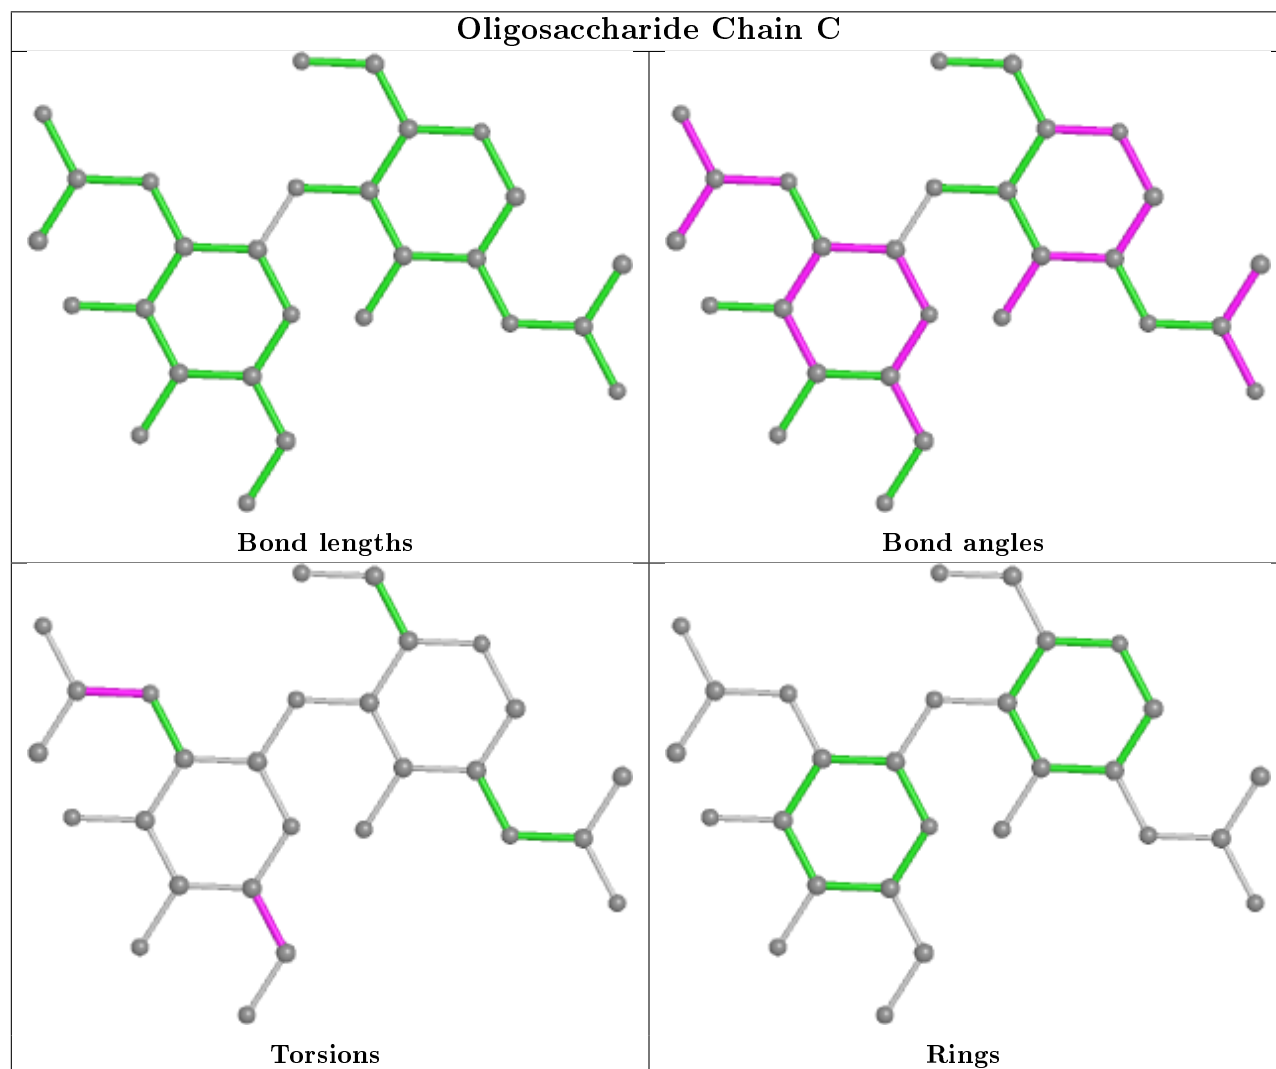 Oligosaccharide Chain C
Bond lengths
Bond angles
Torsions
Rings